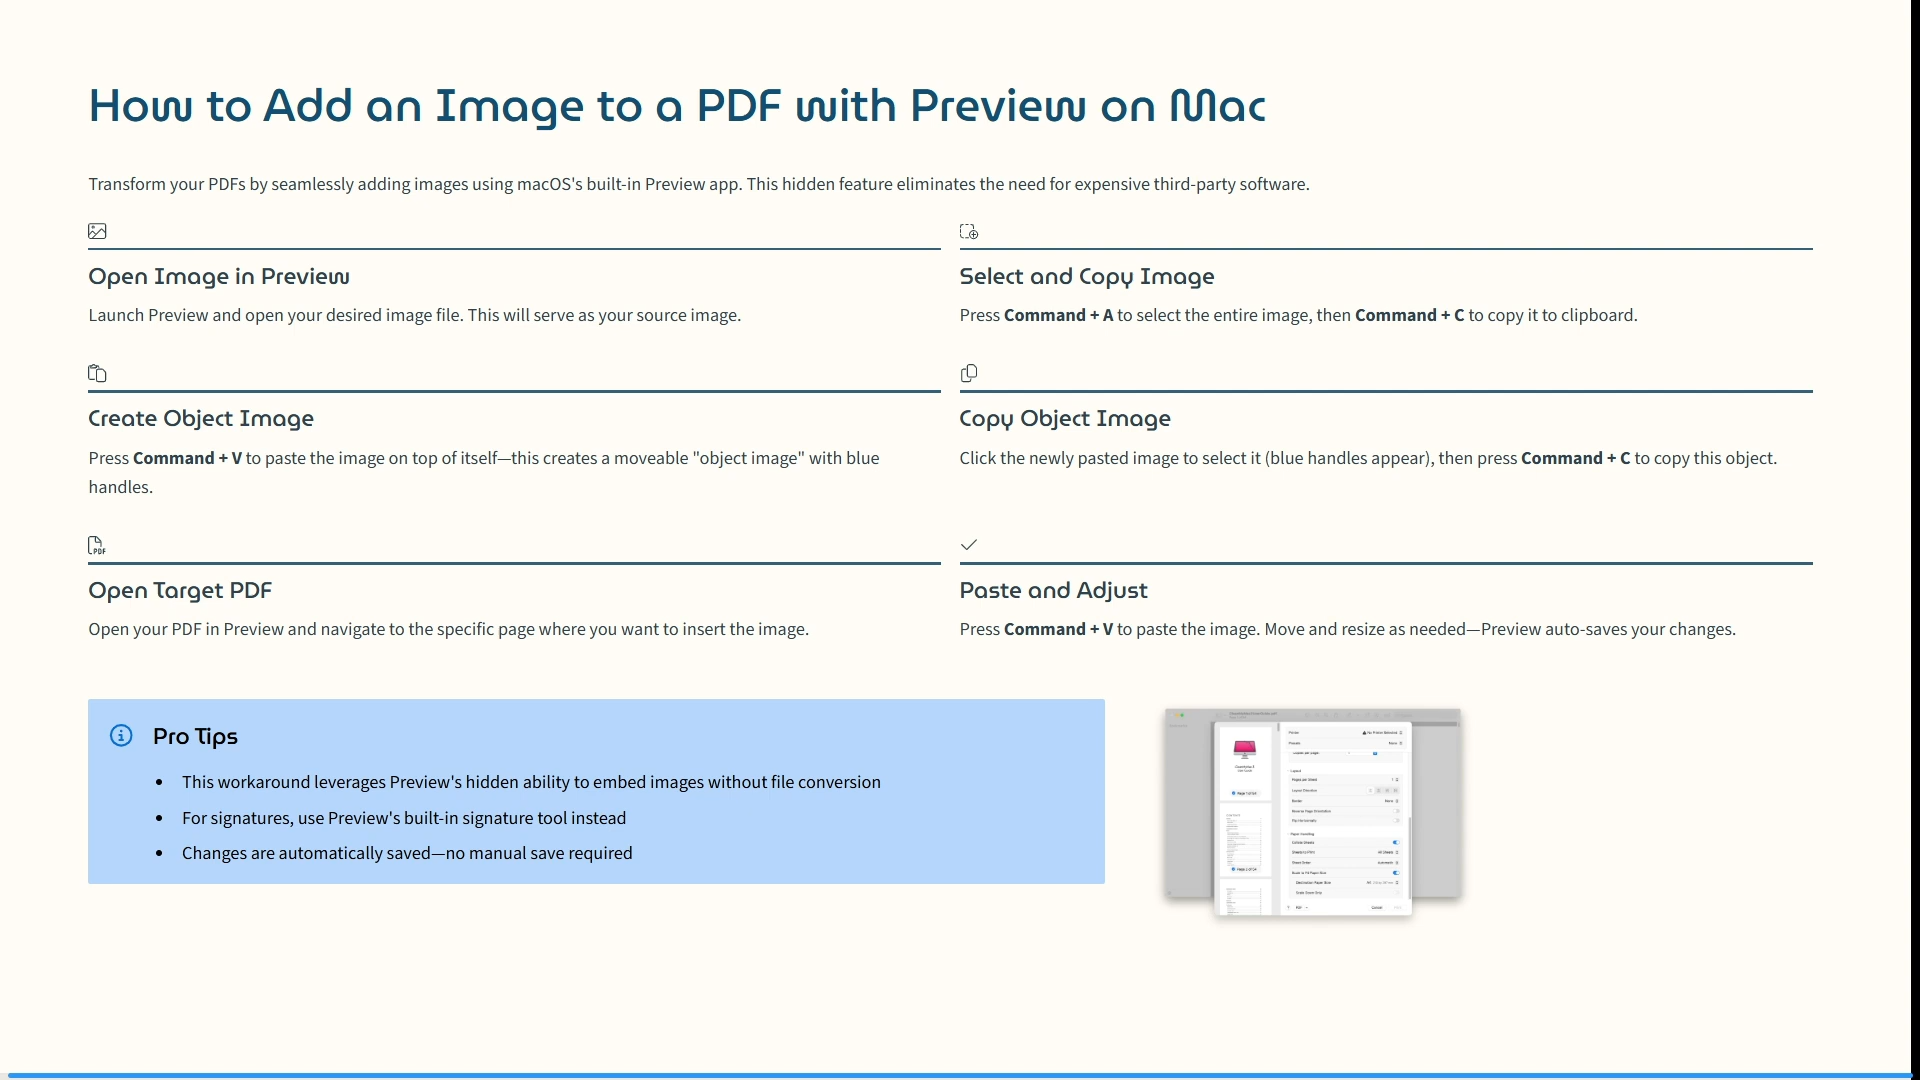 How to Add an Image to a PDF with Preview on Mac
Transform your PDFs by seamlessly adding images using macOS's built-in Preview app. This hidden feature eliminates the need for expensive third-party software.
Open Image in Preview
Launch Preview and open your desired image file. This will serve as your source image.
Select and Copy Image
Press Command + A to select the entire image, then Command + C to copy it to clipboard.
Create Object Image
Press Command + V to paste the image on top of itself—this creates a moveable "object image" with blue
handles.
Copy Object Image
Click the newly pasted image to select it (blue handles appear), then press Command + C to copy this object.
PDF
Open Target PDF
Open your PDF in Preview and navigate to the specific page where you want to insert the image.
Paste and Adjust
Press Command + V to paste the image. Move and resize as needed—Preview auto-saves your changes.
Pro Tips
• This workaround leverages Preview's hidden ability to embed images without file conversion
• For signatures, use Preview's built-in signature tool instead
• Changes are automatically saved—no manual save required